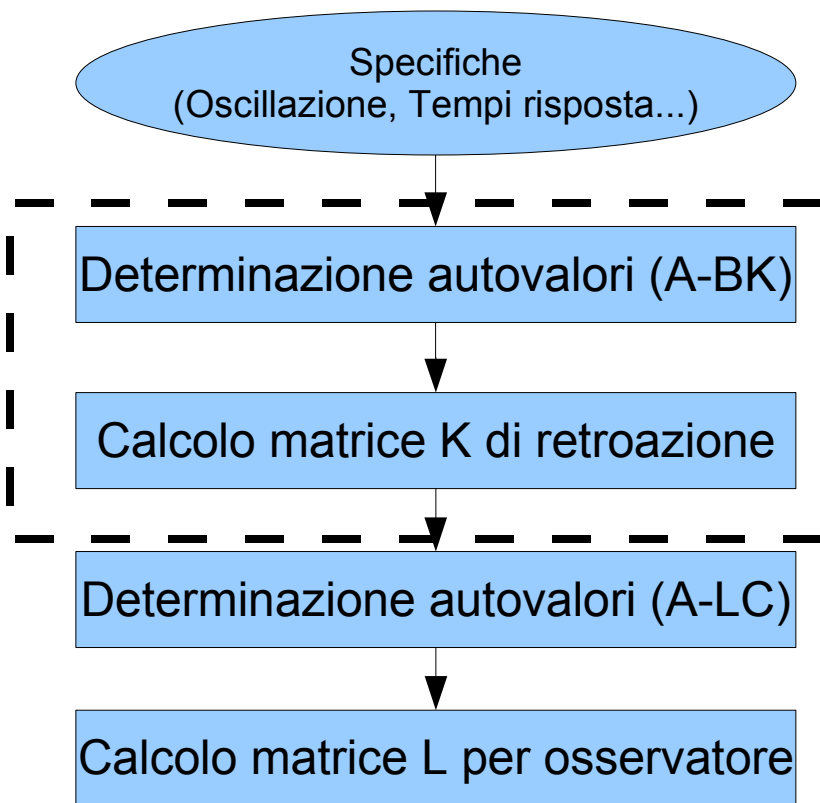 Specifiche
(Oscillazione, Tempi risposta...)
Determinazione autovalori (A-BK)
Calcolo matrice K di retroazione
Determinazione autovalori (A-LC)
Calcolo matrice L per osservatore